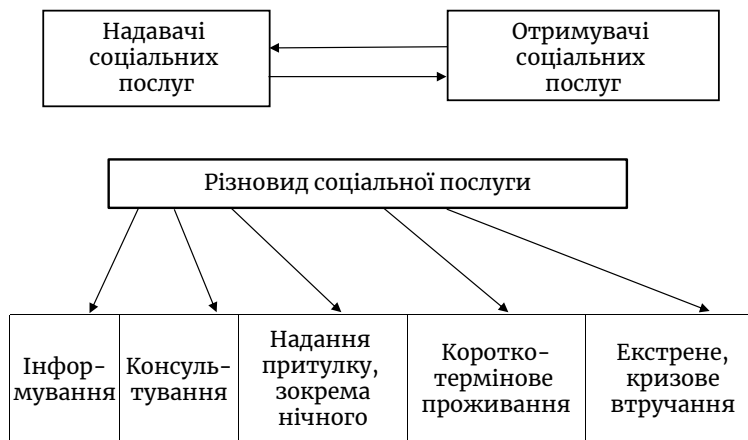 Надавачі
соціальних
послуг
Отримувачі
соціальних
послуг
Різновид соціальної послуги
Інфор-
мування
Консуль-
тування
Надання
притулку,
зокрема
нічного
Коротко-
термінове
проживання
Екстрене,
кризове
втручання